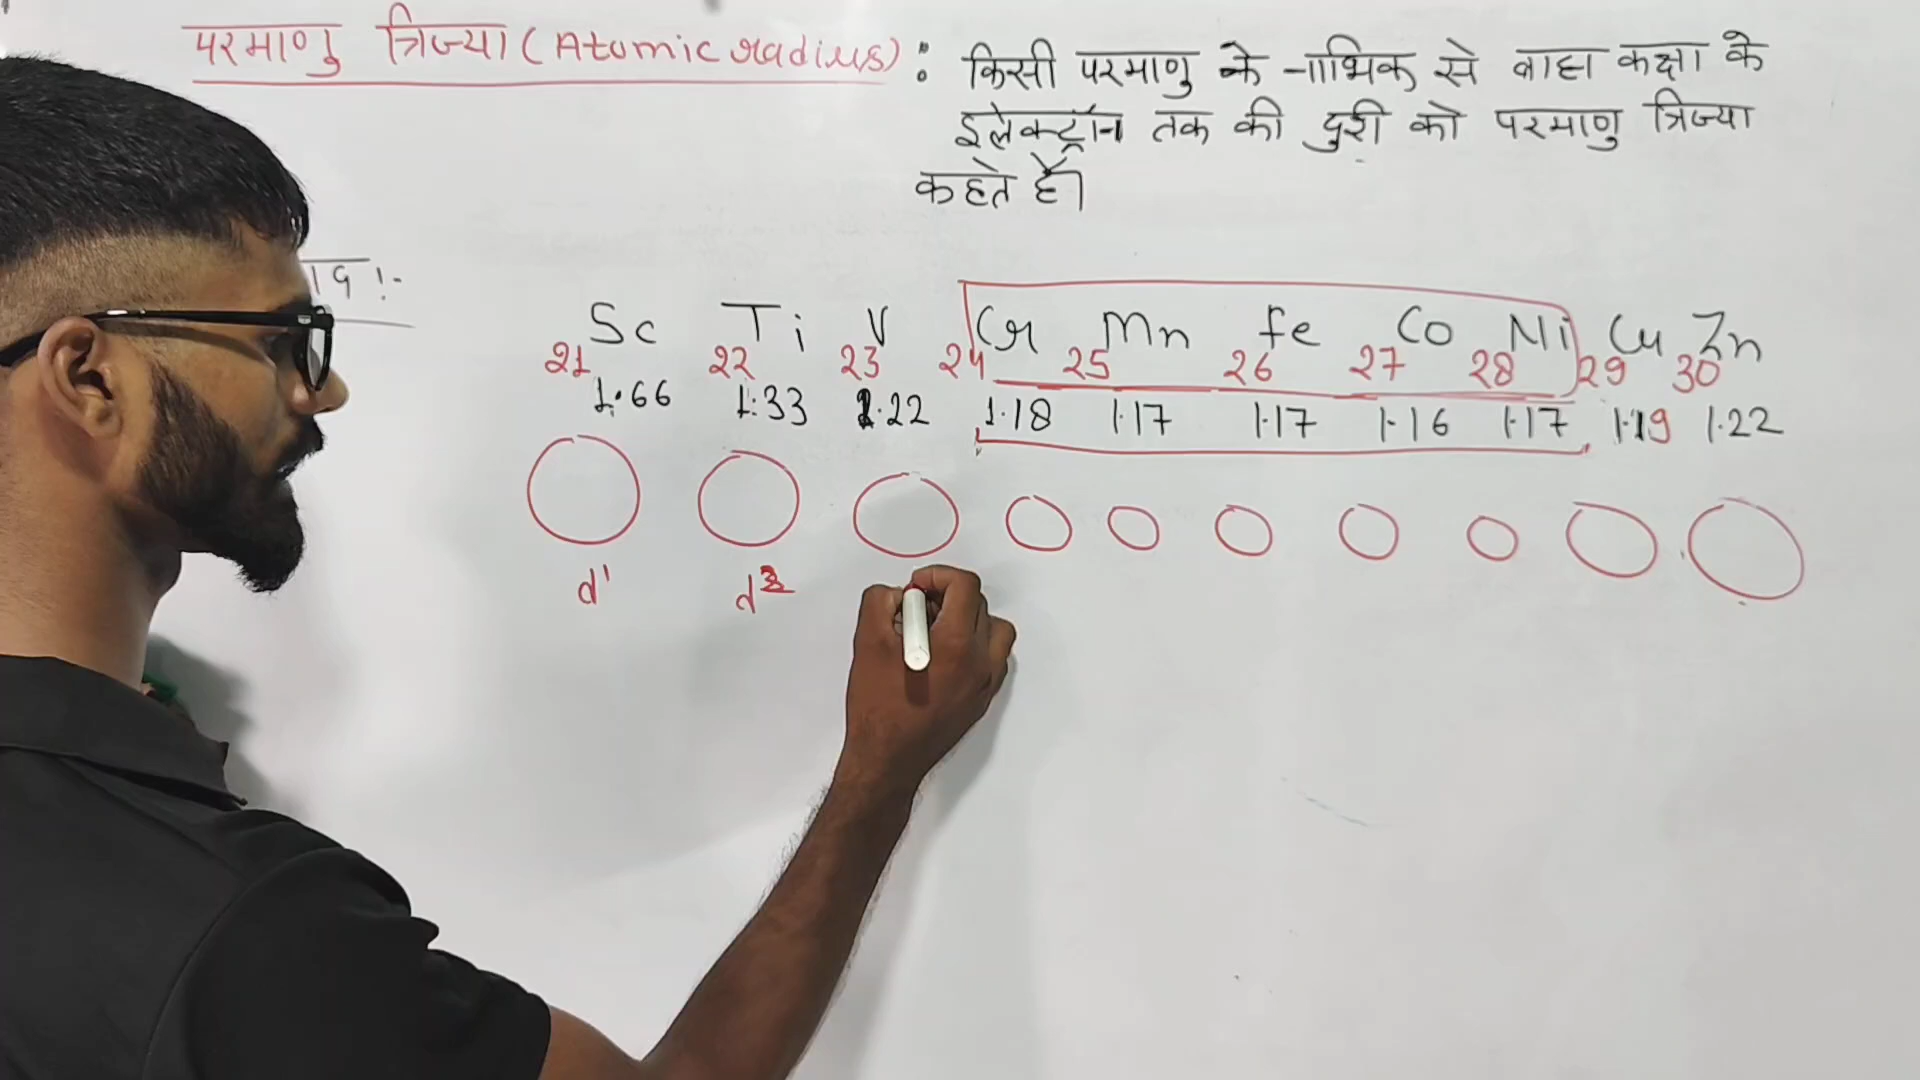 परमाणु त्रिज्या (Atomic radius) : किसी परमाणु के नाभिक से बाह्य कक्षा के
इलेक्ट्रॉन तक की दुरी को परमाणु त्रिज्या
कहते हैं।
Sc Ti V Cr Mn Fe Co Ni Cu Zn
21 22 23 24 25 26 27 28 29 30
1.66 1.33 1.22 1.18 1.17 1.17 1.16 1.17 1.19 1.22
d¹ d²